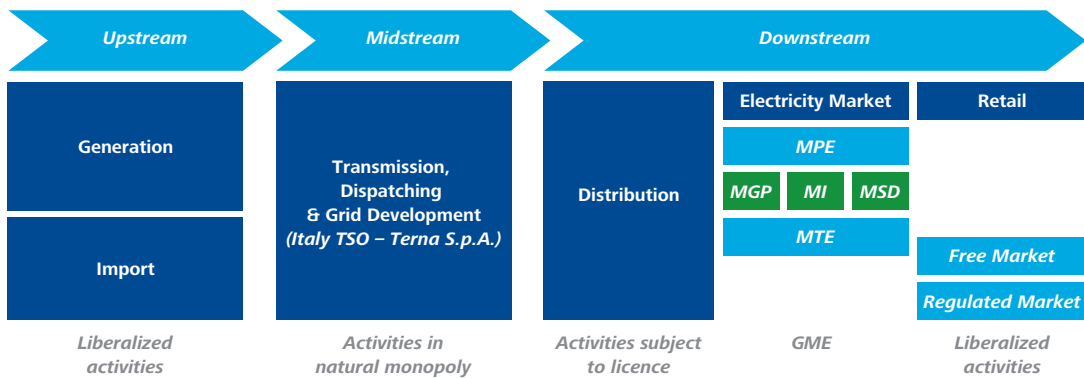 Upstream
Midstream
Downstream
Generation
Import
Transmission,
Dispatching
& Grid Development
(Italy TSO – Terna S.p.A.)
Distribution
Electricity Market
MPE
MGP
MI
MSD
MTE
Retail
Free Market
Regulated Market
Liberalized
activities
Activities in
natural monopoly
Activities subject
to licence
GME
Liberalized
activities